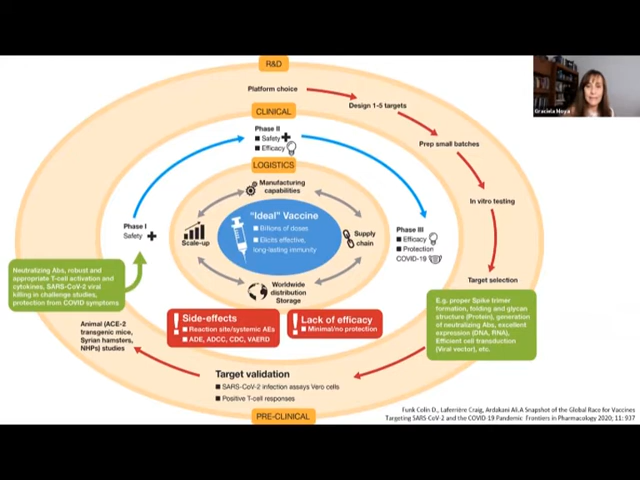 R&D
Platform choice
Design 1-5 targets
Prep small batches
In vitro testing
Target selection
CLINICAL
Phase II
Safety
Efficacy
LOGISTICS
Manufacturing
capabilities
"Ideal" Vaccine
Billions of doses
Elicits effective,
long-lasting immunity
Scale-up
Supply
chain
Worldwide
distribution
Storage
Phase I
Safety
Phase III
Efficacy
Protection
COVID-19
Neutralizing Abs, robust and
appropriate T-cell activation and
cytokines, SARS-CoV-2 viral
killing in challenge studies,
protection from COVID symptoms
E.g. proper Spike trimer
formation, folding and glycan
structure (Protein), generation
of neutralizing Abs, excellent
expression (DNA, RNA),
Efficient cell transduction
(Viral vector), etc.
Side-effects
Reaction site/systemic AEs
ADE, ADCC, CDC, VAERD
Lack of efficacy
Minimal/no protection
Animal (ACE-2
transgenic mice,
Syrian hamsters,
NHPs) studies
Target validation
SARS-CoV-2 infection assays Vero cells
Positive T-cell responses
PRE-CLINICAL
Funk Colin D., Laferrière Craig, Ardakani Ali.A Snapshot of the Global Race for Vaccines
Targeting SARS-CoV-2 and the COVID-19 Pandemic Frontiers in Pharmacology 2020; 11: 937
Graciela Moya